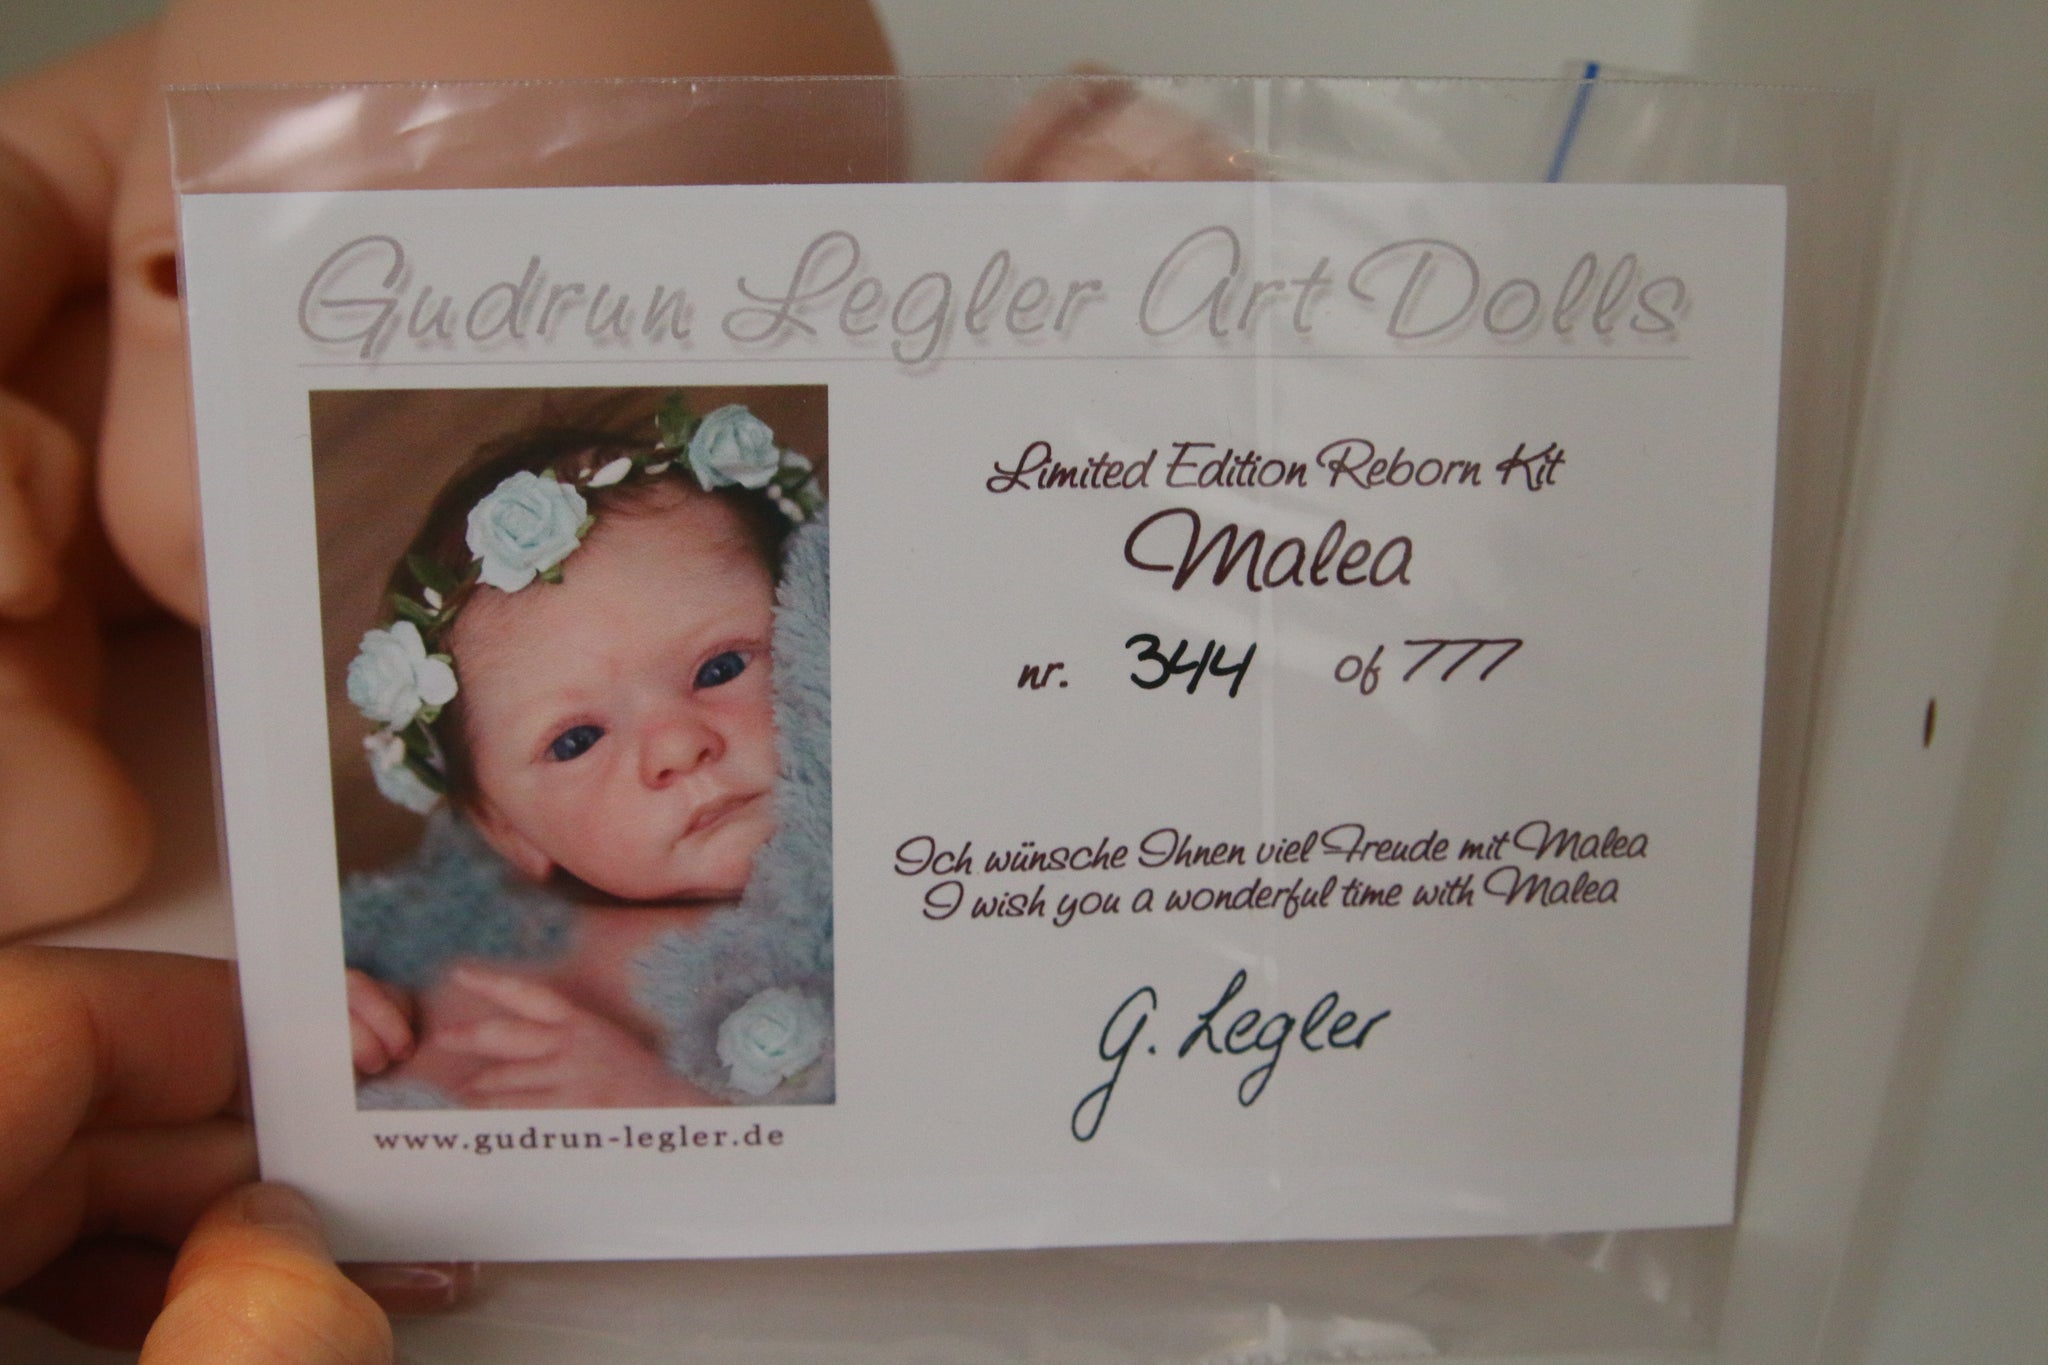 Gudrun Legler Art Dolls
Limited Edition Reborn Kit
Malea
nr. 344 of 777
Ich wünsche Ihnen viel Freude mit Malea
I wish you a wonderful time with Malea
G. Legler
www.gudrun-legler.de